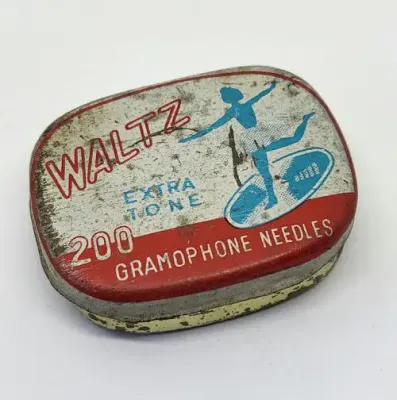 WALTZ
EXTRA
TONE
200
GRAMOPHONE NEEDLES